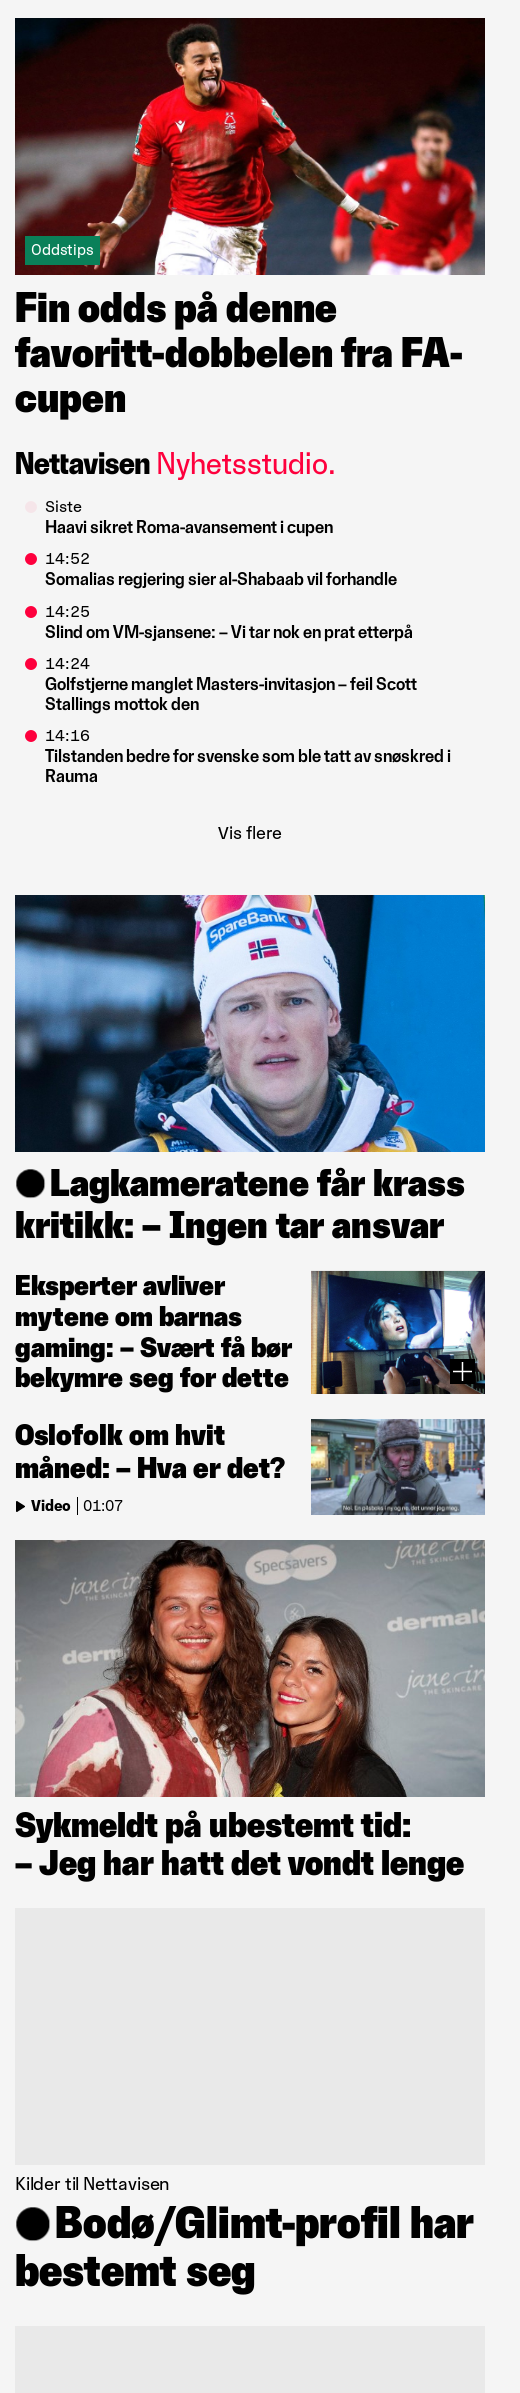 Oddstips
Fin odds på denne
favoritt-dobbelen fra FA-
cupen
Nettavisen Nyhetsstudio.
Siste
Haavi sikret Roma-avansement i cupen
14:52
Somalias regjering sier al-Shabaab vil forhandle
14:25
Slind om VM-sjansene: – Vi tar nok en prat etterpå
14:24
Golfstjerne manglet Masters-invitasjon – feil Scott
Stallings mottok den
14:16
Tilstanden bedre for svenske som ble tatt av snøskred i
Rauma
Vis flere
SpareBank 1
Lagkameratene får krass
kritikk: – Ingen tar ansvar
Eksperter avliver
mytene om barnas
gaming: – Svært få bør
bekymre seg for dette
Oslofolk om hvit
måned: – Hva er det?
Video | 01:07
Specsavers
jane
THE SKINCARE
derm
dermalo
jane
THE SKINCARE
Sykmeldt på ubestemt tid:
– Jeg har hatt det vondt lenge
Kilder til Nettavisen
Bodø/Glimt-profil har
bestemt seg